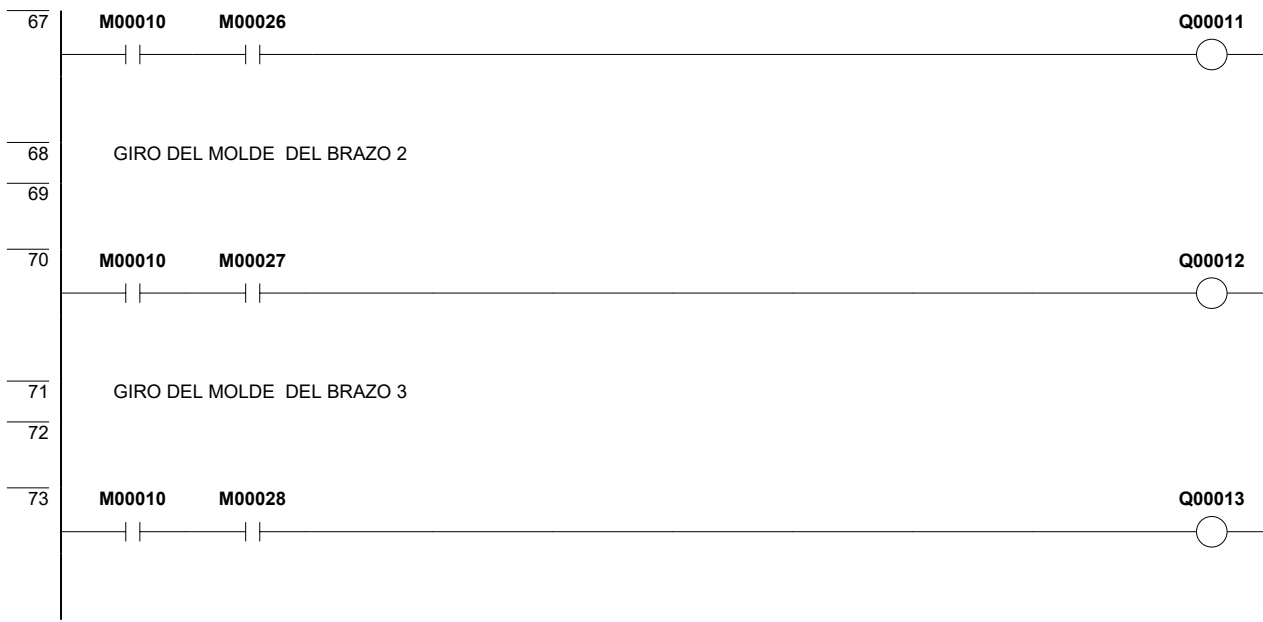 67 M00010 M00026 Q00011
68 GIRO DEL MOLDE DEL BRAZO 2
69
70 M00010 M00027 Q00012
71 GIRO DEL MOLDE DEL BRAZO 3
72
73 M00010 M00028 Q00013